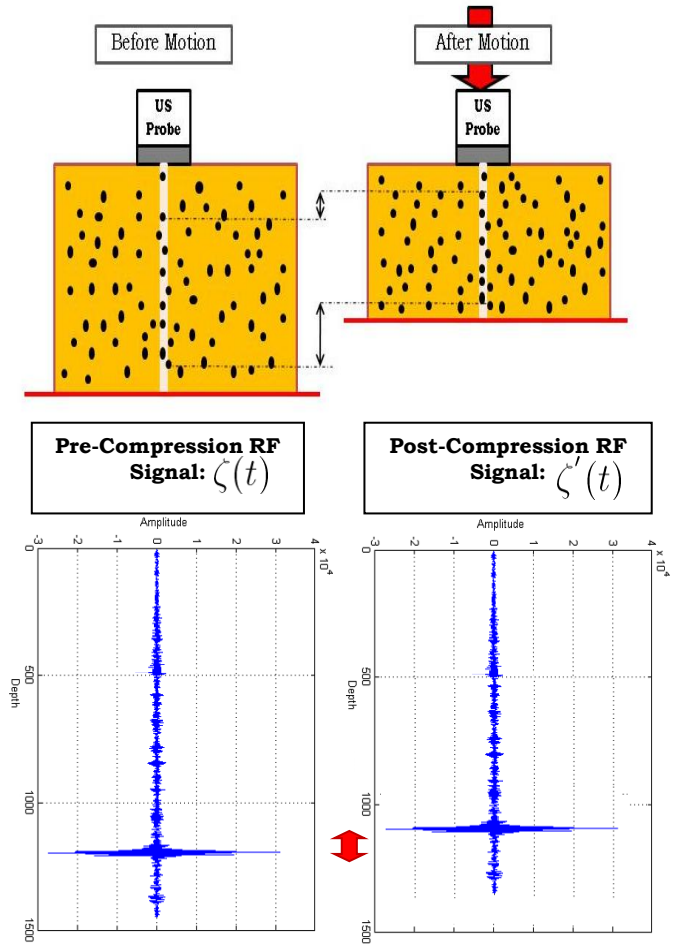 Before Motion
After Motion
US
Probe
US
Probe
Pre-Compression RF
Signal: ζ(t)
Post-Compression RF
Signal: ζ′(t)
Amplitude
-3 -2 -1 0 1 2 3 4
x 10⁴
0
500
1000
1500
Depth
Amplitude
-3 -2 -1 0 1 2 3 4
x 10⁴
0
500
1000
1500
Depth